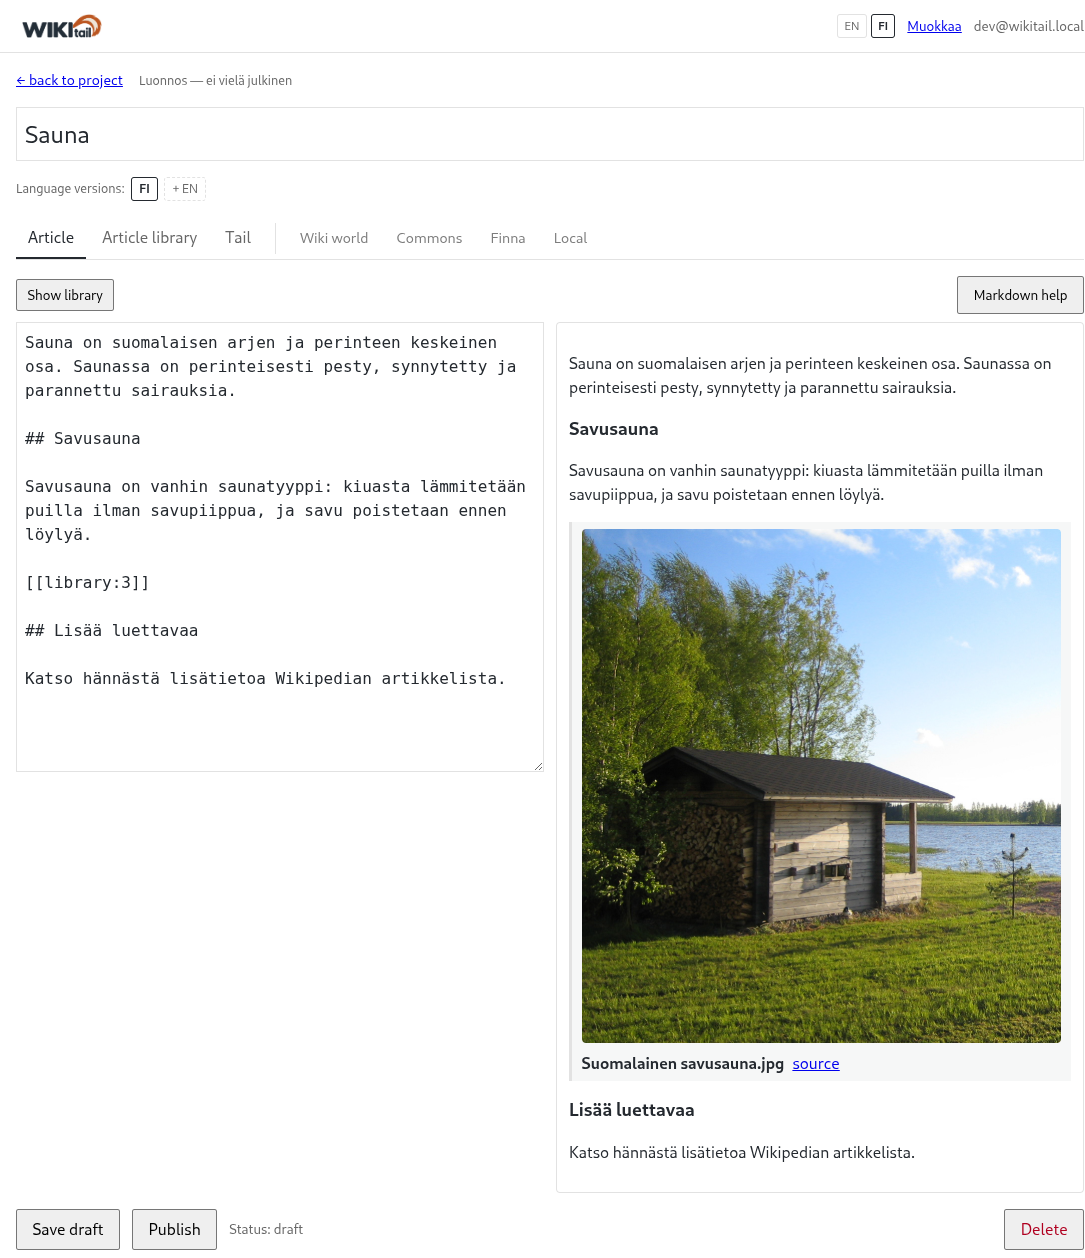 WIKItail
EN FI Muokkaa dev@wikitail.local
← back to project Luonnos — ei vielä julkinen
Sauna
Language versions: FI + EN
Article Article library Tail Wiki world Commons Finna Local
Show library Markdown help
Sauna on suomalaisen arjen ja perinteen keskeinen
osa. Saunassa on perinteisesti pesty, synnytetty ja
parannettu sairauksia.
## Savusauna
Savusauna on vanhin saunatyyppi: kiuasta lämmitetään
puilla ilman savupiippua, ja savu poistetaan ennen
löylyä.
[[library:3]]
## Lisää luettavaa
Katso hännästä lisätietoa Wikipedian artikkelista.
Sauna on suomalaisen arjen ja perinteen keskeinen osa. Saunassa on
perinteisesti pesty, synnytetty ja parannettu sairauksia.
Savusauna
Savusauna on vanhin saunatyyppi: kiuasta lämmitetään puilla ilman
savupiippua, ja savu poistetaan ennen löylyä.
Suomalainen savusauna.jpg source
Lisää luettavaa
Katso hännästä lisätietoa Wikipedian artikkelista.
Save draft Publish Status: draft Delete